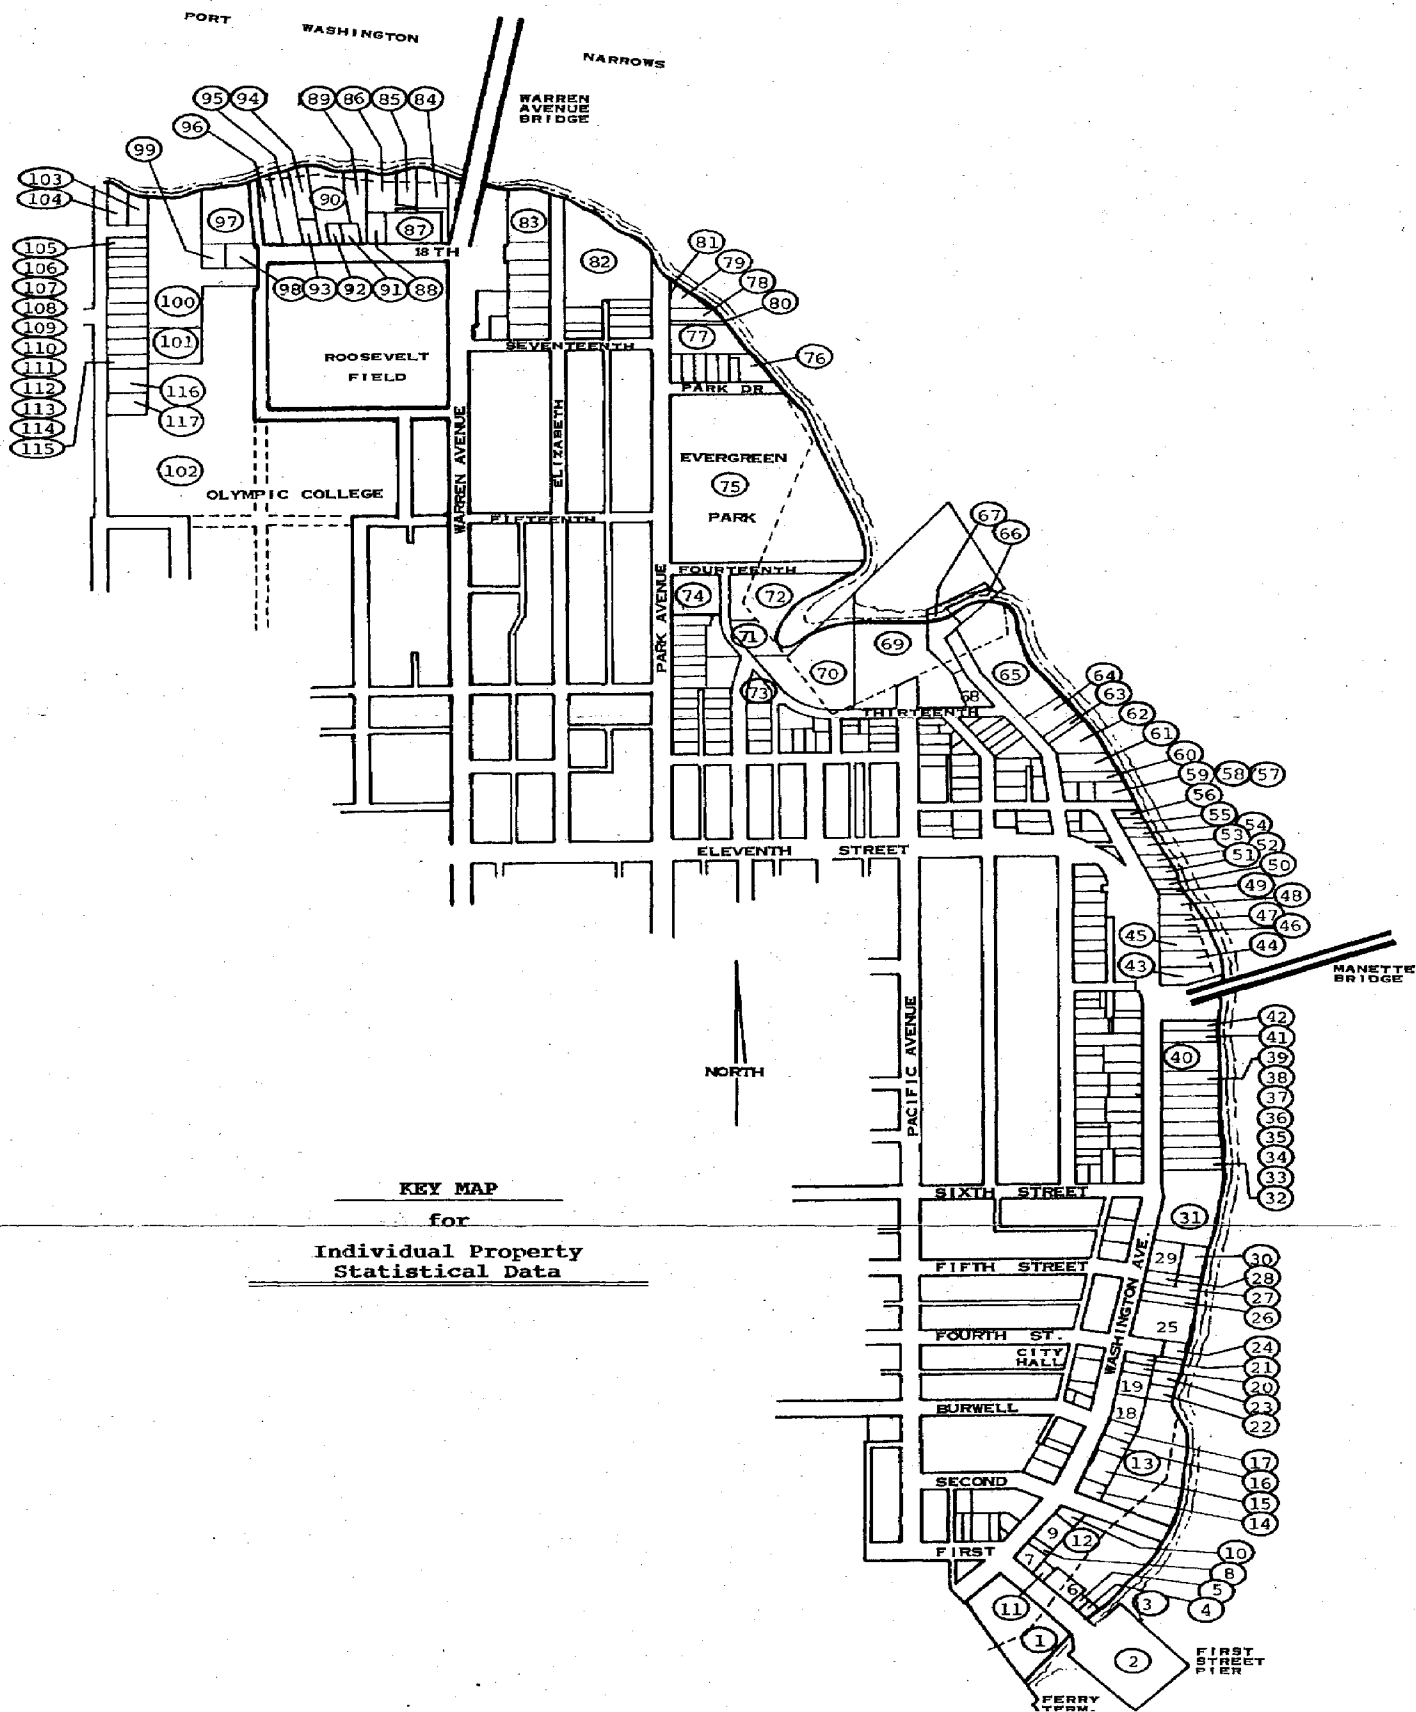 PORT
WASHINGTON
NARROWS
WARREN
AVENUE
BRIDGE
95 94 89 86 85 84
96
99
103
104
90
97
87
83
18TH
81
79
78
80
82
105
106
107
108
109
110
111
112
113
114
115
98 93 92 91 88
100
101
77
76
116
117
102
ROOSEVELT
FIELD
SEVENTEENTH
PARK DR.
WARREN AVENUE
ELIZABETH
EVERGREEN
75
PARK
OLYMPIC COLLEGE
FIFTEENTH
67
66
PARK AVENUE
FOURTEENTH
74
72
71
69
70
73
68
65
THIRTEENTH
64
63
62
61
60
59 58 57
56
55
54
53
52
51
50
49
48
47
46
45
44
43
ELEVENTH STREET
MANETTE
BRIDGE
NORTH
PACIFIC AVENUE
42
41
40
39
38
37
36
35
34
33
32
SIXTH STREET
KEY MAP
for
Individual Property
Statistical Data
31
WASHINGTON AVE.
29
30
28
27
26
FIFTH STREET
25
FOURTH ST.
CITY
HALL
24
21
20
23
22
19
18
BURWELL
17
16
15
14
13
SECOND
FIRST
9
12
10
8
5
4
3
7
6
11
1
2
FIRST
STREET
PIER
FERRY
TERM.